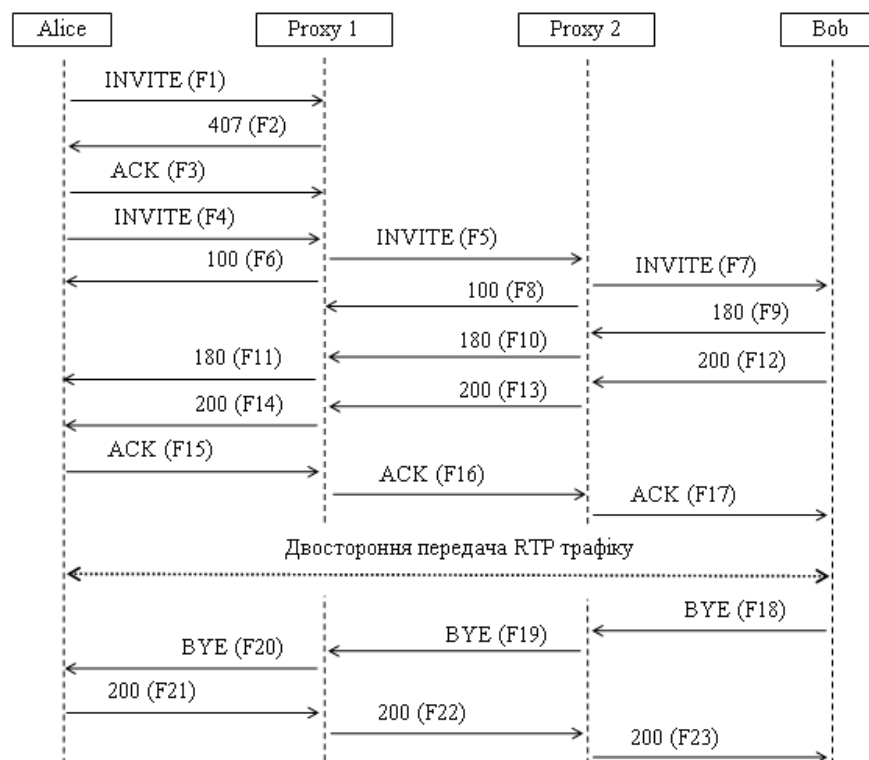 Alice
Proxy 1
Proxy 2
Bob
INVITE (F1)
407 (F2)
ACK (F3)
INVITE (F4)
INVITE (F5)
100 (F6)
INVITE (F7)
100 (F8)
180 (F9)
180 (F10)
180 (F11)
200 (F12)
200 (F13)
200 (F14)
ACK (F15)
ACK (F16)
ACK (F17)
Двостороння передача RTP трафіку
BYE (F18)
BYE (F19)
BYE (F20)
200 (F21)
200 (F22)
200 (F23)